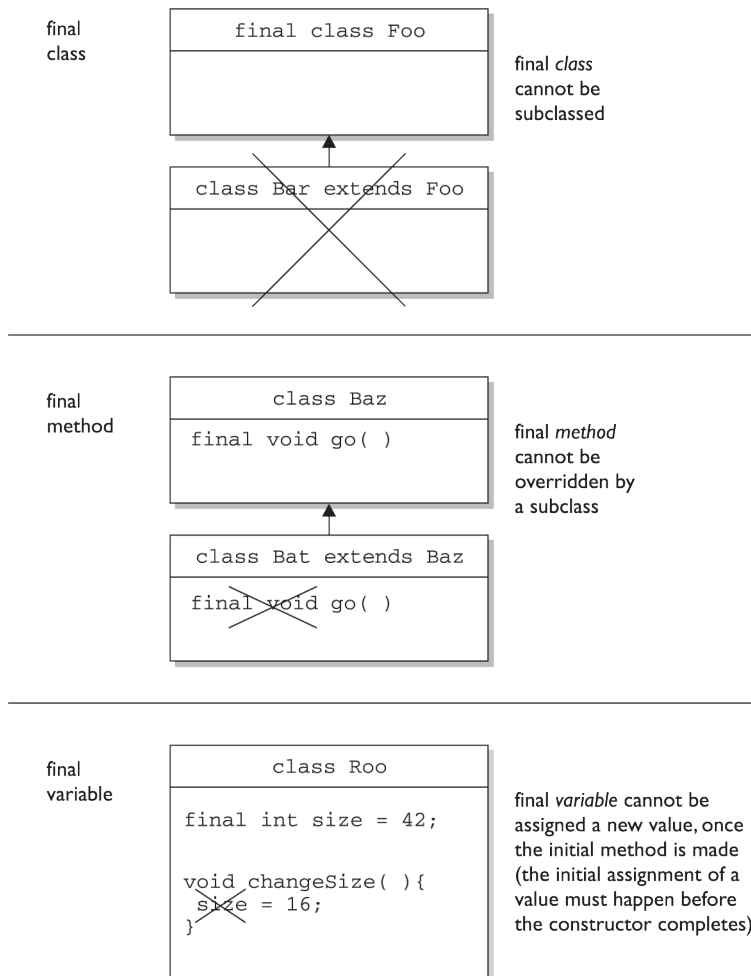 final
class
final class Foo
class Bar extends Foo
final class
cannot be
subclassed
final
method
class Baz
final void go( )
class Bat extends Baz
final void go( )
final method
cannot be
overridden by
a subclass
final
variable
class Roo
final int size = 42;
void changeSize( ){
size = 16;
}
final variable cannot be
assigned a new value, once
the initial method is made
(the initial assignment of a
value must happen before
the constructor completes)